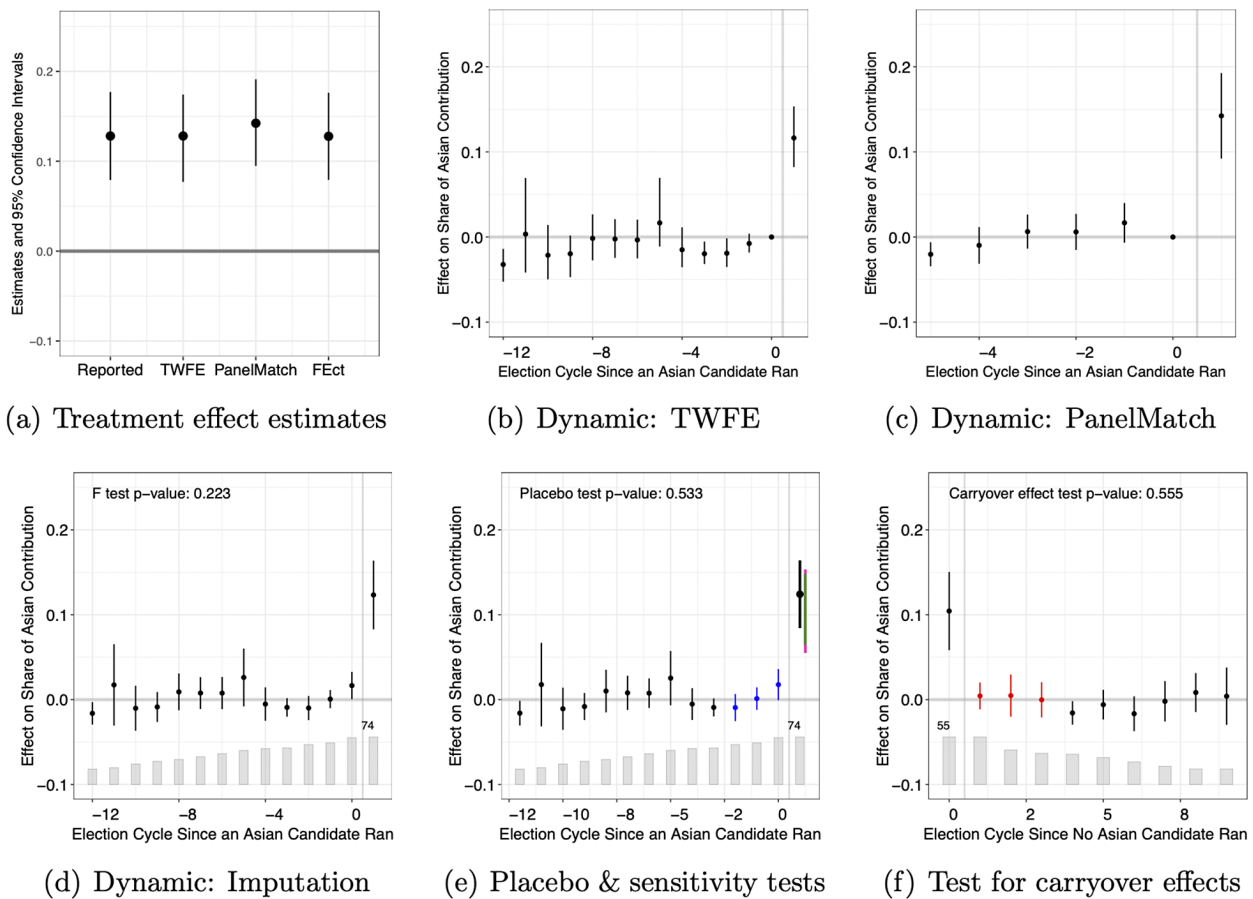 Estimates and 95% Confidence Intervals
0.2
0.1
0.0
−0.1
Reported TWFE PanelMatch FEct
(a) Treatment effect estimates
Effect on Share of Asian Contribution
0.2
0.1
0.0
−0.1
−12 −8 −4 0
Election Cycle Since an Asian Candidate Ran
(b) Dynamic: TWFE
Effect on Share of Asian Contribution
0.2
0.1
0.0
−0.1
−4 −2 0
Election Cycle Since an Asian Candidate Ran
(c) Dynamic: PanelMatch
F test p-value: 0.223
Effect on Share of Asian Contribution
0.2
0.1
0.0
−0.1
74
−12 −8 −4 0
Election Cycle Since an Asian Candidate Ran
(d) Dynamic: Imputation
Placebo test p-value: 0.533
Effect on Share of Asian Contribution
0.2
0.1
0.0
−0.1
74
−12 −10 −8 −5 −2 0
Election Cycle Since an Asian Candidate Ran
(e) Placebo & sensitivity tests
Carryover effect test p-value: 0.555
Effect on Share of Asian Contribution
0.2
0.1
0.0
−0.1
55
0 2 5 8
Election Cycle Since No Asian Candidate Ran
(f) Test for carryover effects